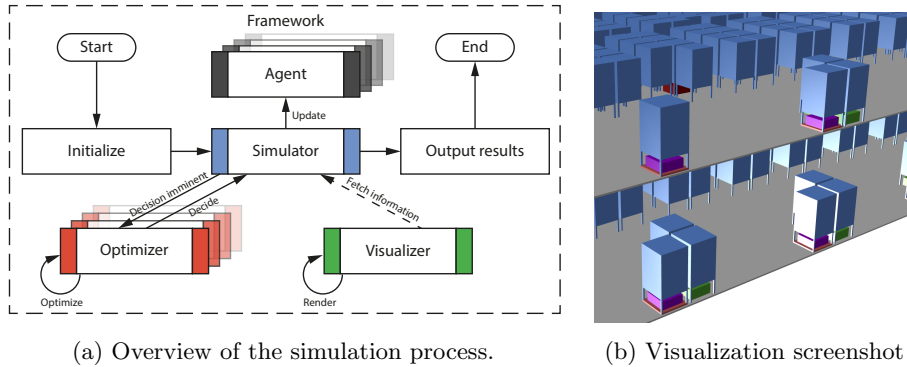 Framework
Start
Agent
End
Update
Initialize
Simulator
Output results
Decision imminent
Decide
Fetch information
Optimizer
Visualizer
Optimize
Render
(a) Overview of the simulation process.
(b) Visualization screenshot